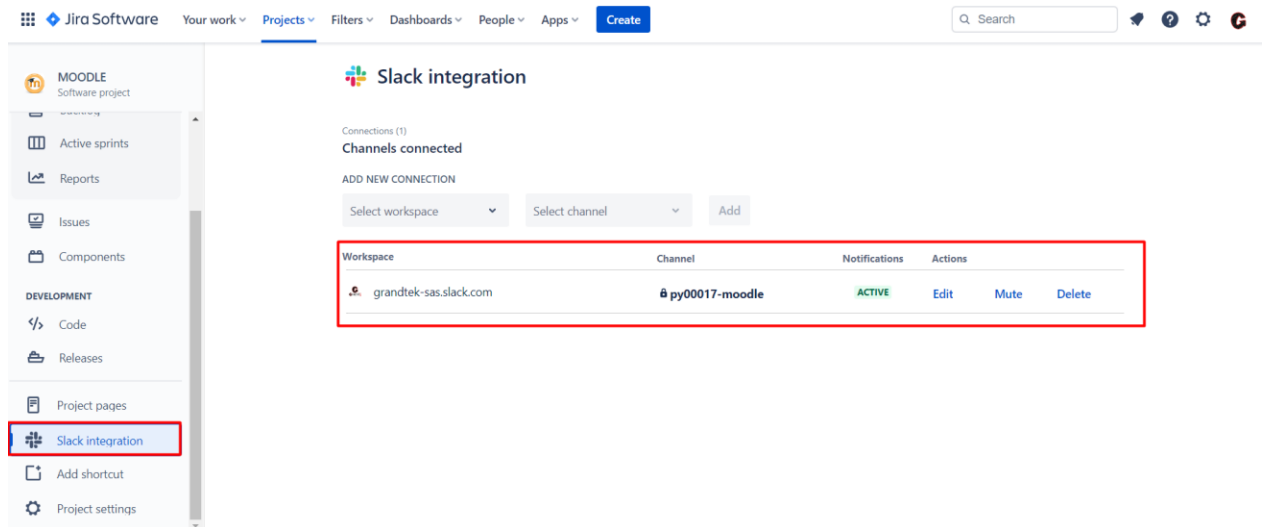 Jira Software Your work Projects Filters Dashboards People Apps Create Search
MOODLE
Software project
Backlog
Active sprints
Reports
Issues
Components
DEVELOPMENT
Code
Releases
Project pages
Slack integration
Add shortcut
Project settings
Slack integration
Connections (1)
Channels connected
ADD NEW CONNECTION
Select workspace Select channel Add
Workspace Channel Notifications Actions
grandtek-sas.slack.com py00017-moodle ACTIVE Edit Mute Delete